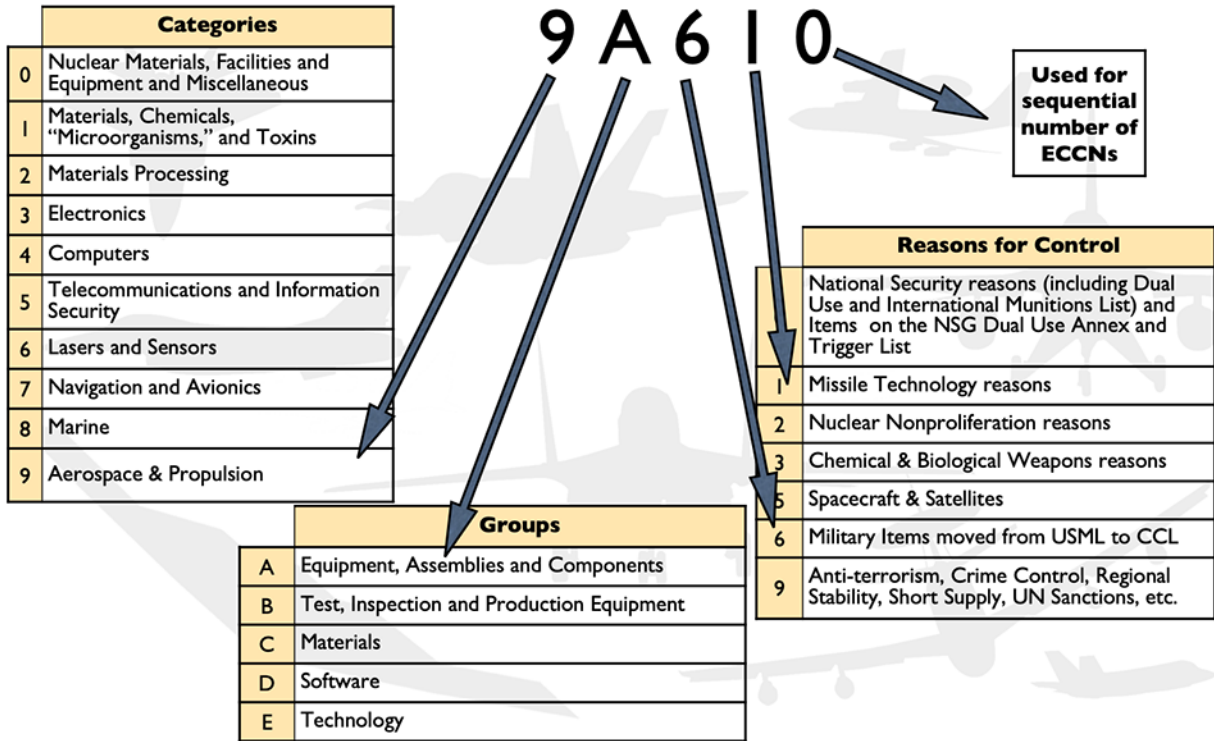 9 A 6 1 0
Used for
sequential
number of
ECCNs
Categories
0 Nuclear Materials, Facilities and
Equipment and Miscellaneous
1 Materials, Chemicals,
“Microorganisms,” and Toxins
2 Materials Processing
3 Electronics
4 Computers
5 Telecommunications and Information
Security
6 Lasers and Sensors
7 Navigation and Avionics
8 Marine
9 Aerospace & Propulsion
Reasons for Control
National Security reasons (including Dual
Use and International Munitions List) and
Items on the NSG Dual Use Annex and
Trigger List
1 Missile Technology reasons
2 Nuclear Nonproliferation reasons
3 Chemical & Biological Weapons reasons
5 Spacecraft & Satellites
6 Military Items moved from USML to CCL
9 Anti-terrorism, Crime Control, Regional
Stability, Short Supply, UN Sanctions, etc.
Groups
A Equipment, Assemblies and Components
B Test, Inspection and Production Equipment
C Materials
D Software
E Technology